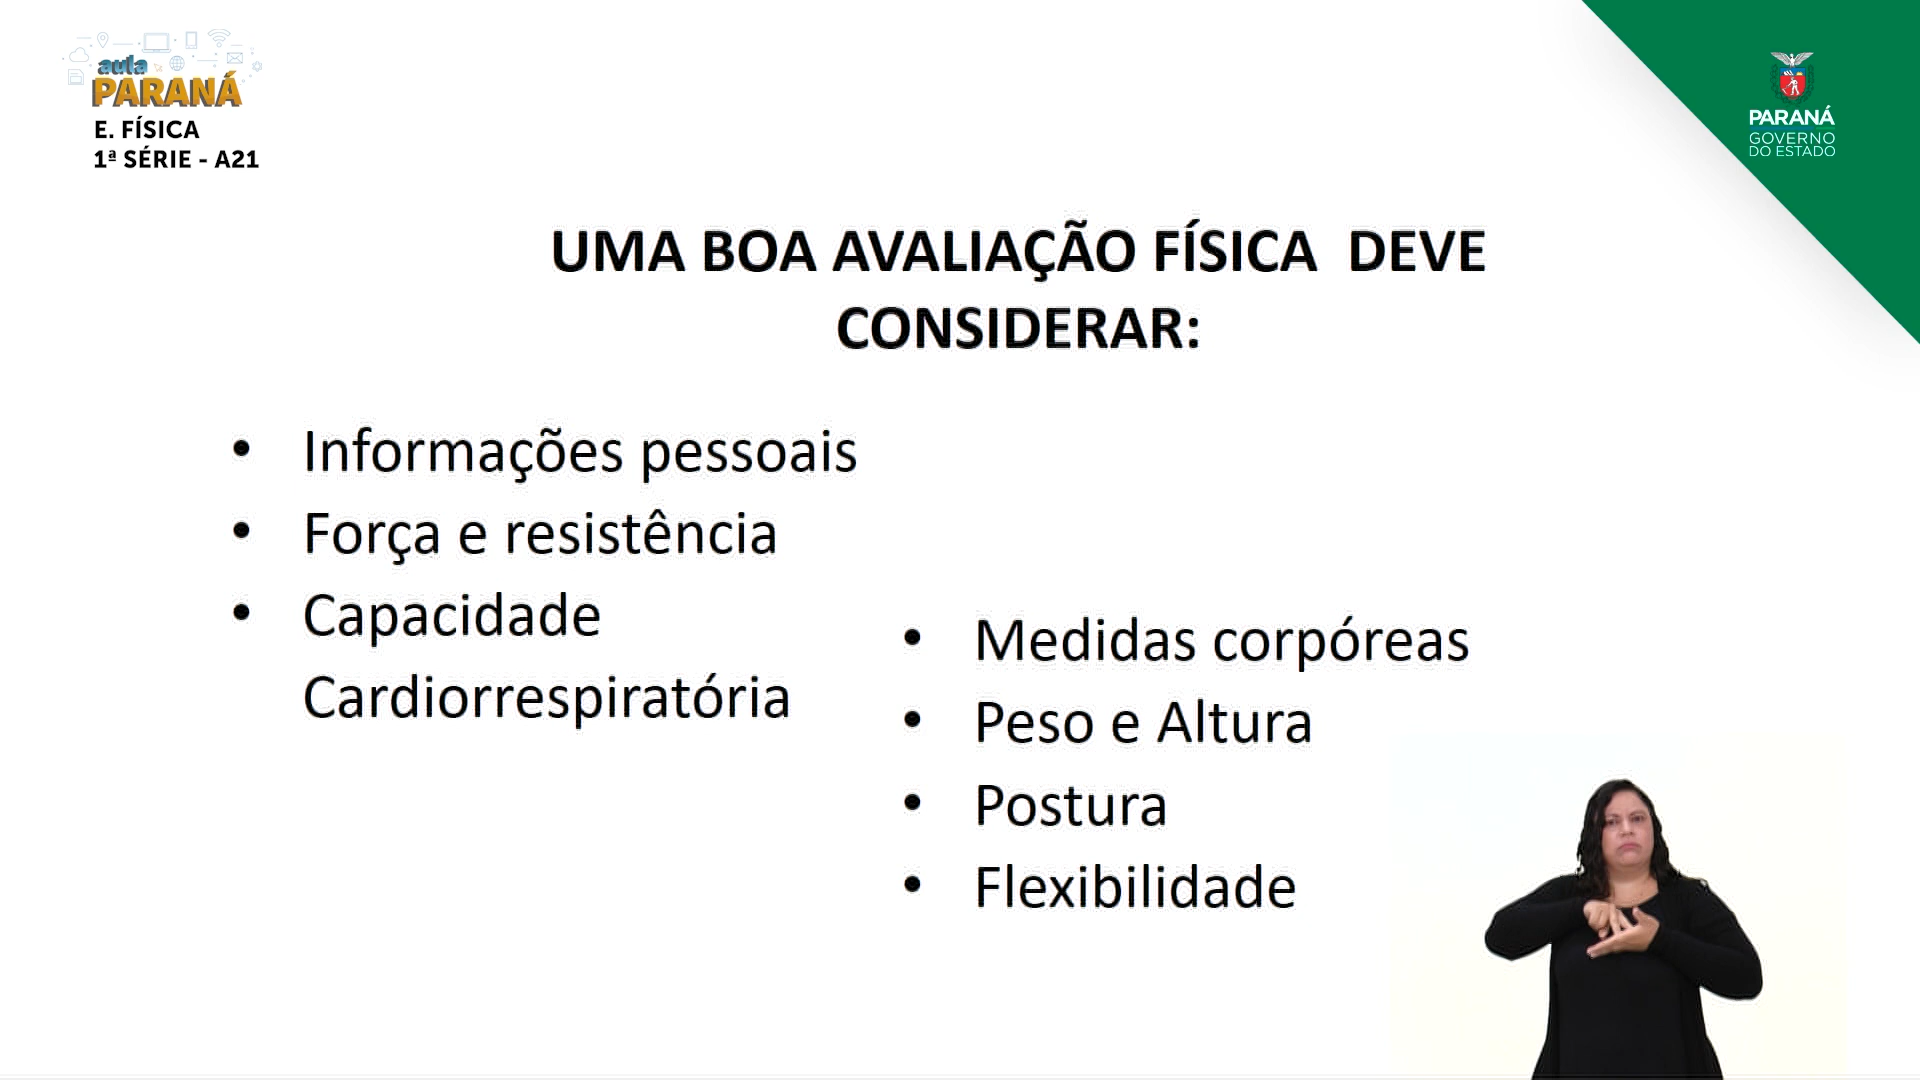 aula
PARANÁ
E. FÍSICA
1ª SÉRIE - A21
PARANÁ
GOVERNO
DO ESTADO
UMA BOA AVALIAÇÃO FÍSICA DEVE
CONSIDERAR:
• Informações pessoais
• Força e resistência
• Capacidade
Cardiorrespiratória
• Medidas corpóreas
• Peso e Altura
• Postura
• Flexibilidade